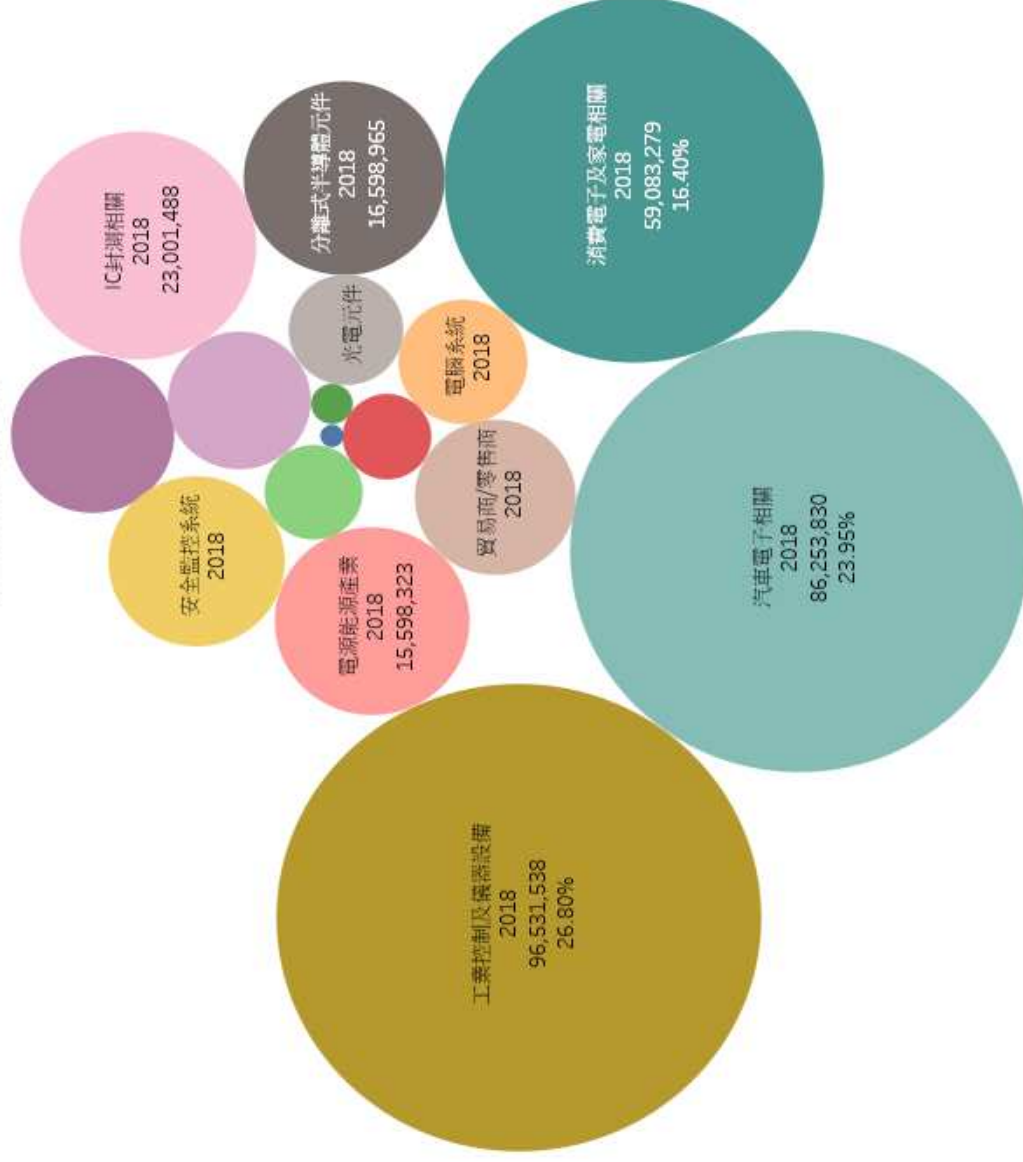 IC封測相關
2018
23,001,488
分離式半導體元件
2018
16,598,965
消費電子及家電相關
2018
59,083,279
16.40%
光電元件
電腦系統
2018
貿易商/零售商
2018
安全監控系統
2018
電源能源產業
2018
15,598,323
汽車電子相關
2018
86,253,830
23.95%
工業控制及儀器設備
2018
96,531,538
26.80%